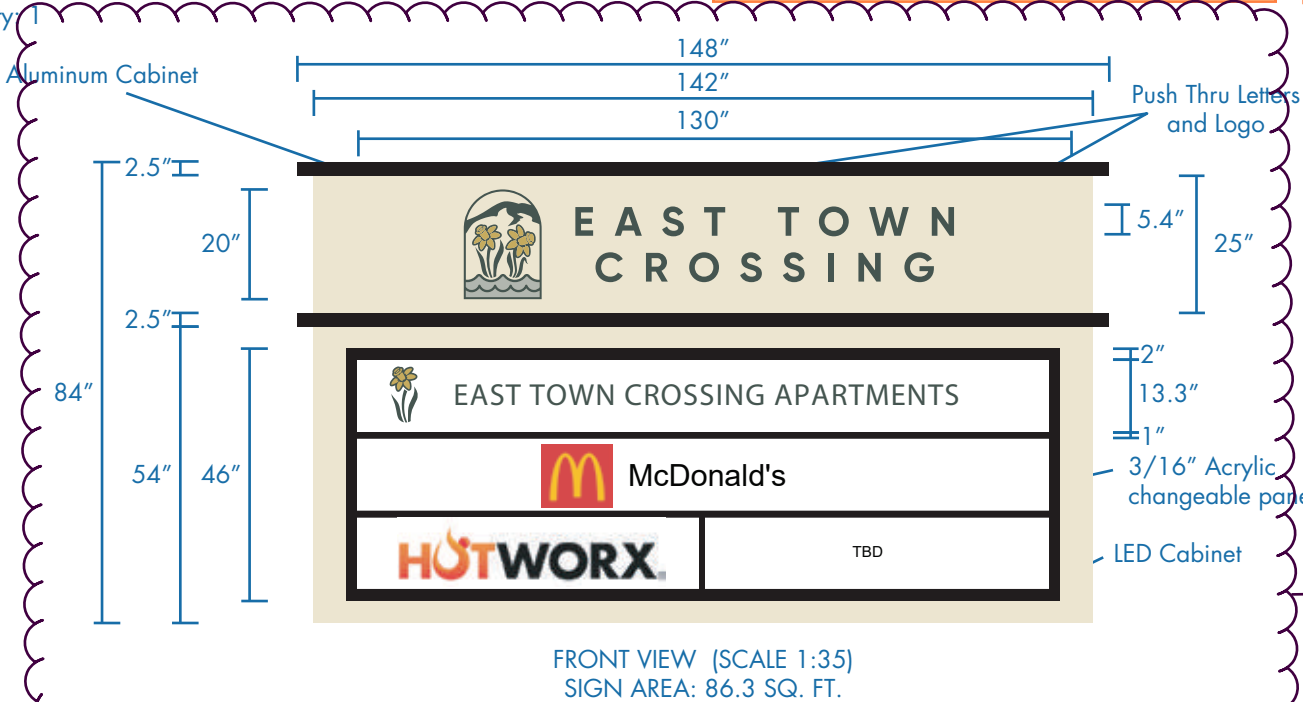 ry: 1
148"
Aluminum Cabinet
142"
Push Thru Letters
and Logo
130"
2.5"
EAST TOWN
CROSSING
5.4"
20"
25"
2.5"
2"
84"
EAST TOWN CROSSING APARTMENTS
13.3"
1"
54"
46"
McDonald's
3/16" Acrylic
changeable pane
HOTWORX
TBD
LED Cabinet
FRONT VIEW (SCALE 1:35)
SIGN AREA: 86.3 SQ. FT.